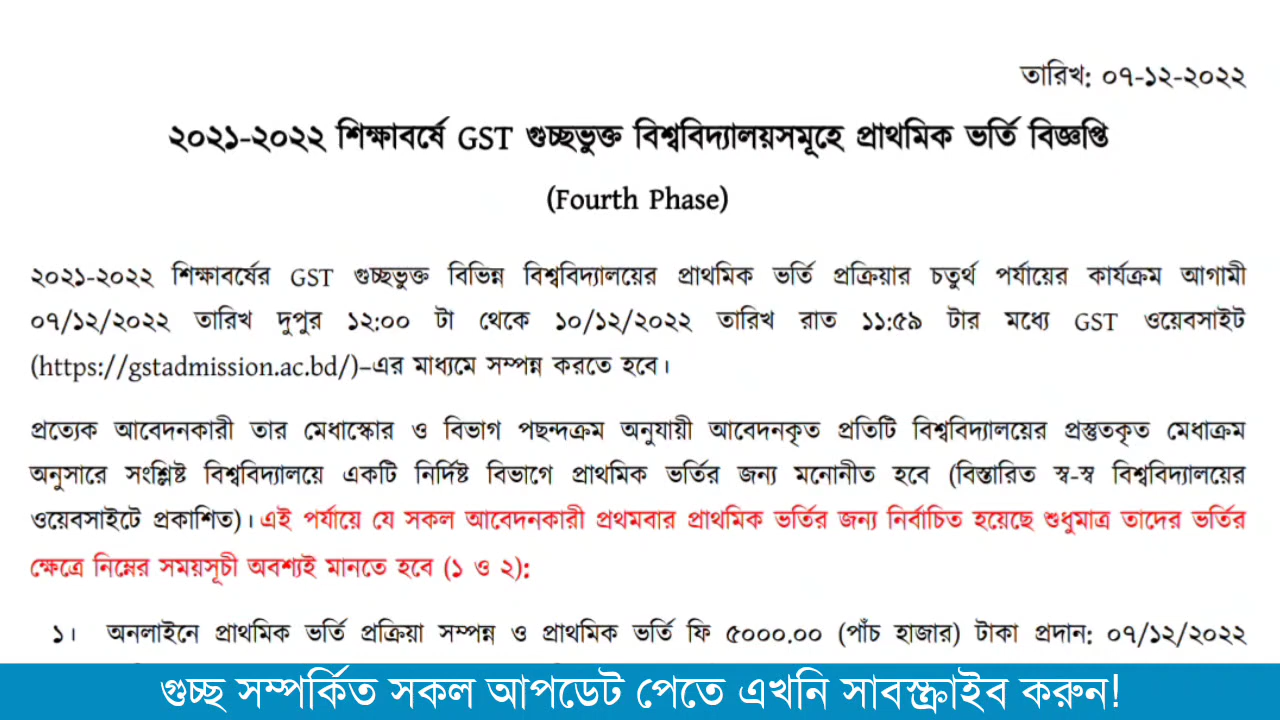 তারিখ: ০৭-১২-২০২২
২০২১-২০২২ শিক্ষাবর্ষে GST গুচ্ছভুক্ত বিশ্ববিদ্যালয়সমূহে প্রাথমিক ভর্তি বিজ্ঞপ্তি
(Fourth Phase)
২০২১-২০২২ শিক্ষাবর্ষের GST গুচ্ছভুক্ত বিভিন্ন বিশ্ববিদ্যালয়ের প্রাথমিক ভর্তি প্রক্রিয়ার চতুর্থ পর্যায়ের কার্যক্রম আগামী
০৭/১২/২০২২ তারিখ দুপুর ১২:০০ টা থেকে ১০/১২/২০২২ তারিখ রাত ১১:৫৯ টার মধ্যে GST ওয়েবসাইট
(https://gstadmission.ac.bd/)–এর মাধ্যমে সম্পন্ন করতে হবে।
প্রত্যেক আবেদনকারী তার মেধাস্কোর ও বিভাগ পছন্দক্রম অনুযায়ী আবেদনকৃত প্রতিটি বিশ্ববিদ্যালয়ের প্রস্তুতকৃত মেধাক্রম
অনুসারে সংশ্লিষ্ট বিশ্ববিদ্যালয়ে একটি নির্দিষ্ট বিভাগে প্রাথমিক ভর্তির জন্য মনোনীত হবে (বিস্তারিত স্ব-স্ব বিশ্ববিদ্যালয়ের
ওয়েবসাইটে প্রকাশিত)। এই পর্যায়ে যে সকল আবেদনকারী প্রথমবার প্রাথমিক ভর্তির জন্য নির্বাচিত হয়েছে শুধুমাত্র তাদের ভর্তির
ক্ষেত্রে নিম্নের সময়সূচী অবশ্যই মানতে হবে (১ ও ২):
১। অনলাইনে প্রাথমিক ভর্তি প্রক্রিয়া সম্পন্ন ও প্রাথমিক ভর্তি ফি ৫০০০.০০ (পাঁচ হাজার) টাকা প্রদান: ০৭/১২/২০২২
গুচ্ছ সম্পর্কিত সকল আপডেট পেতে এখনি সাবস্ক্রাইব করুন!